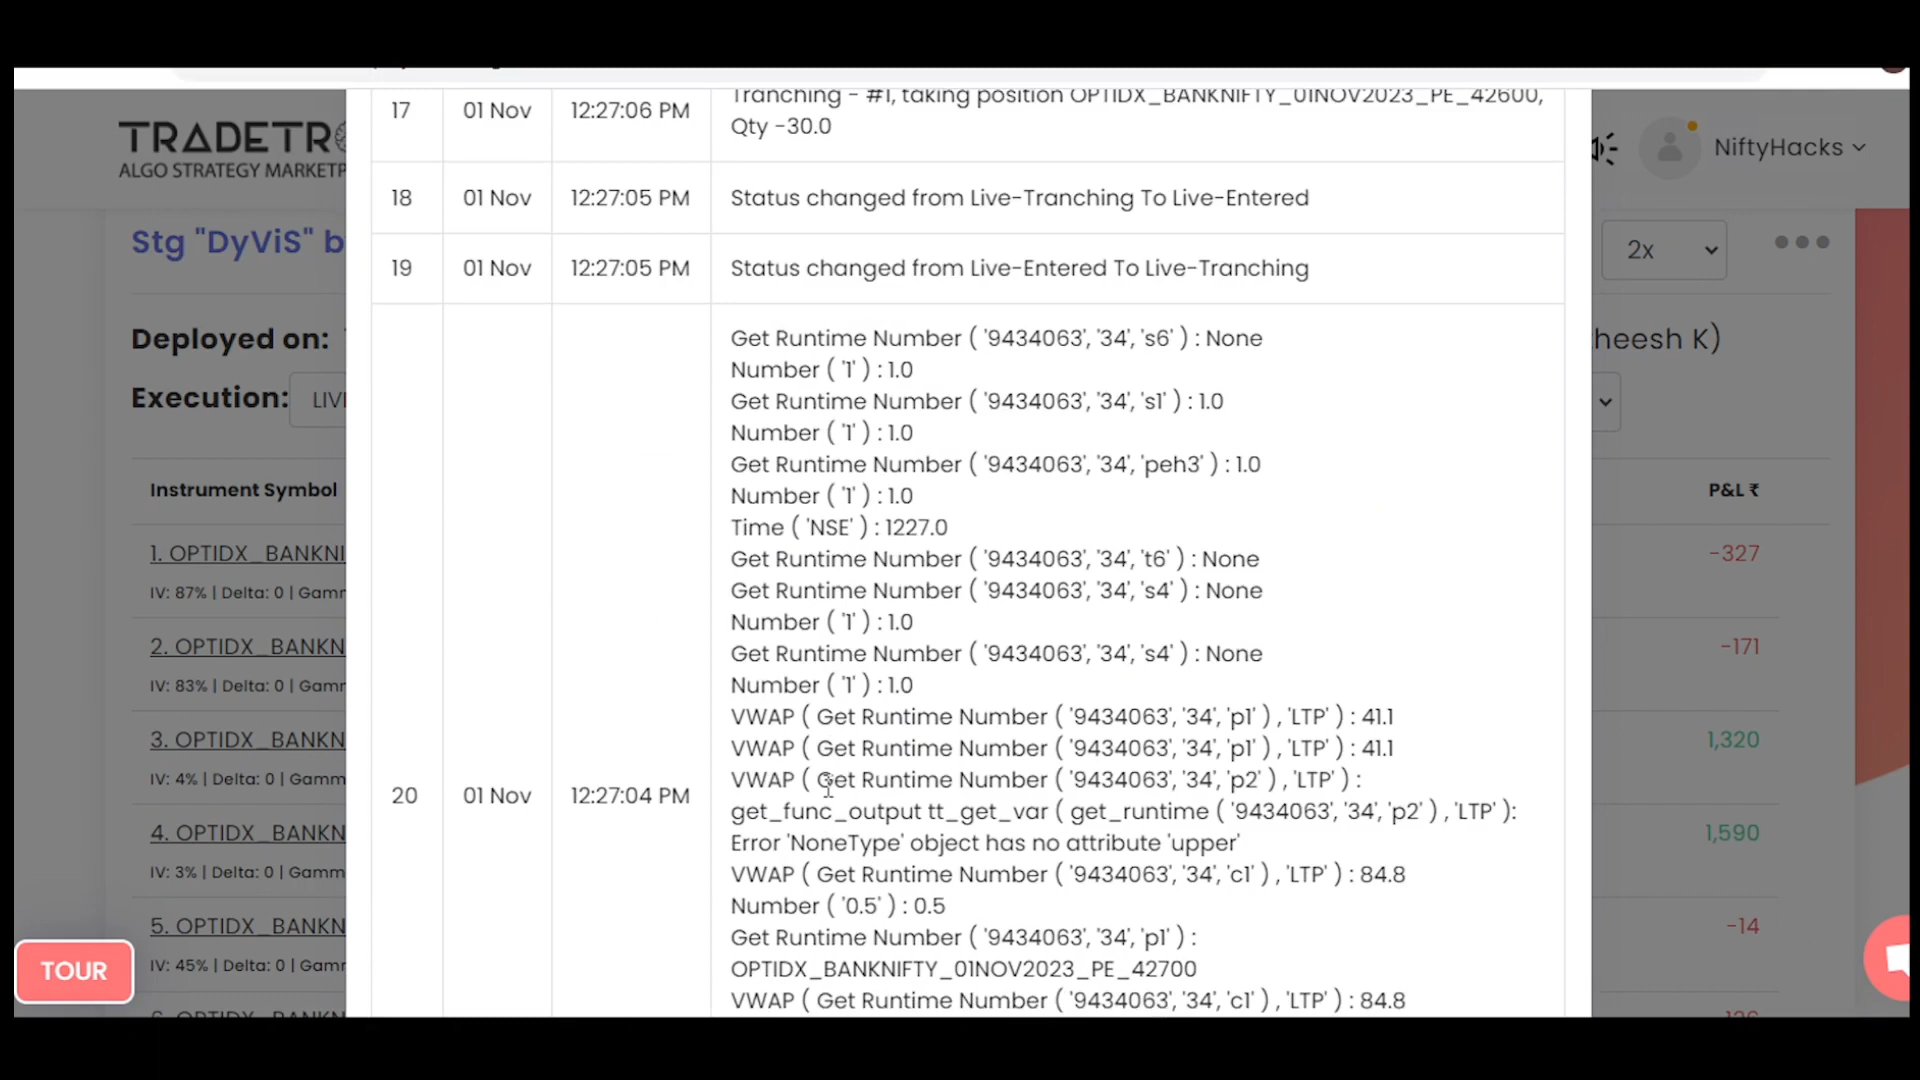 Tranching - #1, taking position OPTIDX_BANKNIFTY_01NOV2023_PE_42600,
17 01 Nov 12:27:06 PM
Qty -30.0
TRADETR
ALGO STRATEGY MARKETP
NiftyHacks
18 01 Nov 12:27:05 PM Status changed from Live-Tranching To Live-Entered
Stg "DyViS" b
2x
19 01 Nov 12:27:05 PM Status changed from Live-Entered To Live-Tranching
Deployed on:
heesh K)
Execution: LIV
Instrument Symbol
P&L ₹
1. OPTIDX_BANKNI
-327
IV: 87% | Delta: 0 | Gamm
2. OPTIDX_BANKN
-171
IV: 83% | Delta: 0 | Gamr
3. OPTIDX_BANKN
1,320
IV: 4% | Delta: 0 | Gamm
4. OPTIDX_BANKN
1,590
IV: 3% | Delta: 0 | Gamm
5. OPTIDX_BANKN
-14
IV: 45% | Delta: 0 | Gam
TOUR
20 01 Nov 12:27:04 PM
Get Runtime Number ( '9434063', '34', 's6' ) : None
Number ( '1' ) : 1.0
Get Runtime Number ( '9434063', '34', 's1' ) : 1.0
Number ( '1' ) : 1.0
Get Runtime Number ( '9434063', '34', 'peh3' ) : 1.0
Number ( '1' ) : 1.0
Time ( 'NSE' ) : 1227.0
Get Runtime Number ( '9434063', '34', 't6' ) : None
Get Runtime Number ( '9434063', '34', 's4' ) : None
Number ( '1' ) : 1.0
Get Runtime Number ( '9434063', '34', 's4' ) : None
Number ( '1' ) : 1.0
VWAP ( Get Runtime Number ( '9434063', '34', 'p1' ) , 'LTP' ) : 41.1
VWAP ( Get Runtime Number ( '9434063', '34', 'p1' ) , 'LTP' ) : 41.1
VWAP ( Get Runtime Number ( '9434063', '34', 'p2' ) , 'LTP' ) :
get_func_output tt_get_var ( get_runtime ( '9434063', '34', 'p2' ) , 'LTP' ):
Error 'NoneType' object has no attribute 'upper'
VWAP ( Get Runtime Number ( '9434063', '34', 'c1' ) , 'LTP' ) : 84.8
Number ( '0.5' ) : 0.5
Get Runtime Number ( '9434063', '34', 'p1' ) :
OPTIDX_BANKNIFTY_01NOV2023_PE_42700
VWAP ( Get Runtime Number ( '9434063', '34', 'c1' ) , 'LTP' ) : 84.8